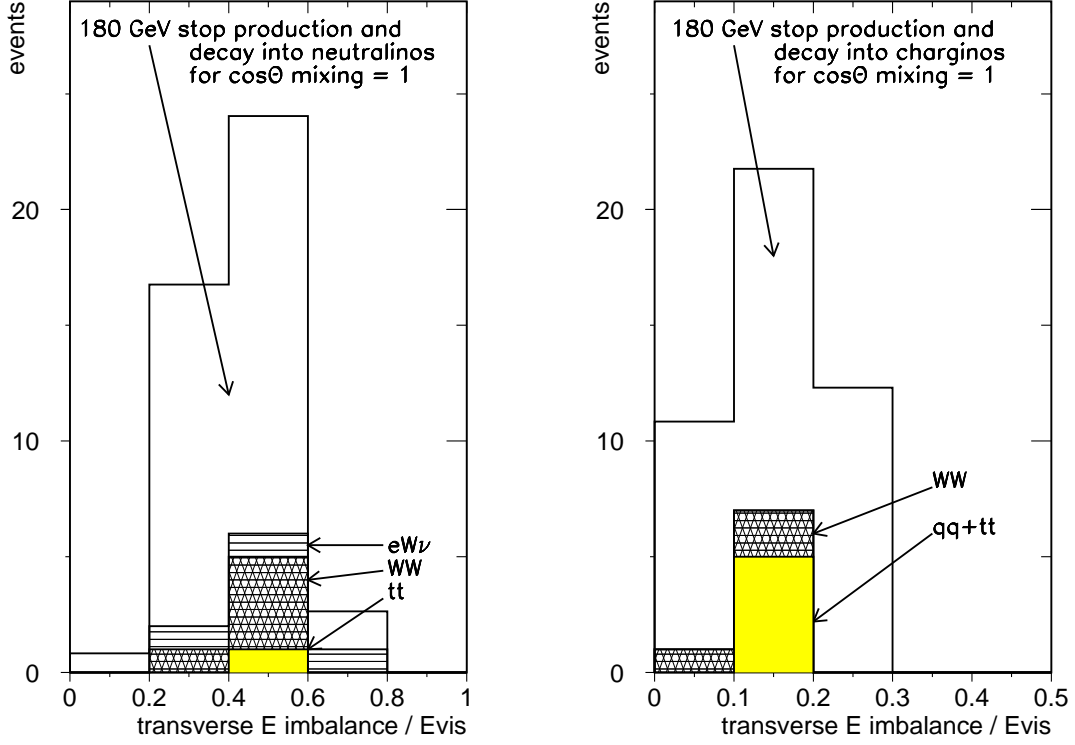 events
180 GeV stop production and
decay into neutralinos
for cosΘ mixing = 1
20
10
eWν
WW
tt
0
0 0.2 0.4 0.6 0.8 1
transverse E imbalance / Evis
events
180 GeV stop production and
decay into charginos
for cosΘ mixing = 1
20
10
WW
qq+tt
0
0 0.1 0.2 0.3 0.4 0.5
transverse E imbalance / Evis